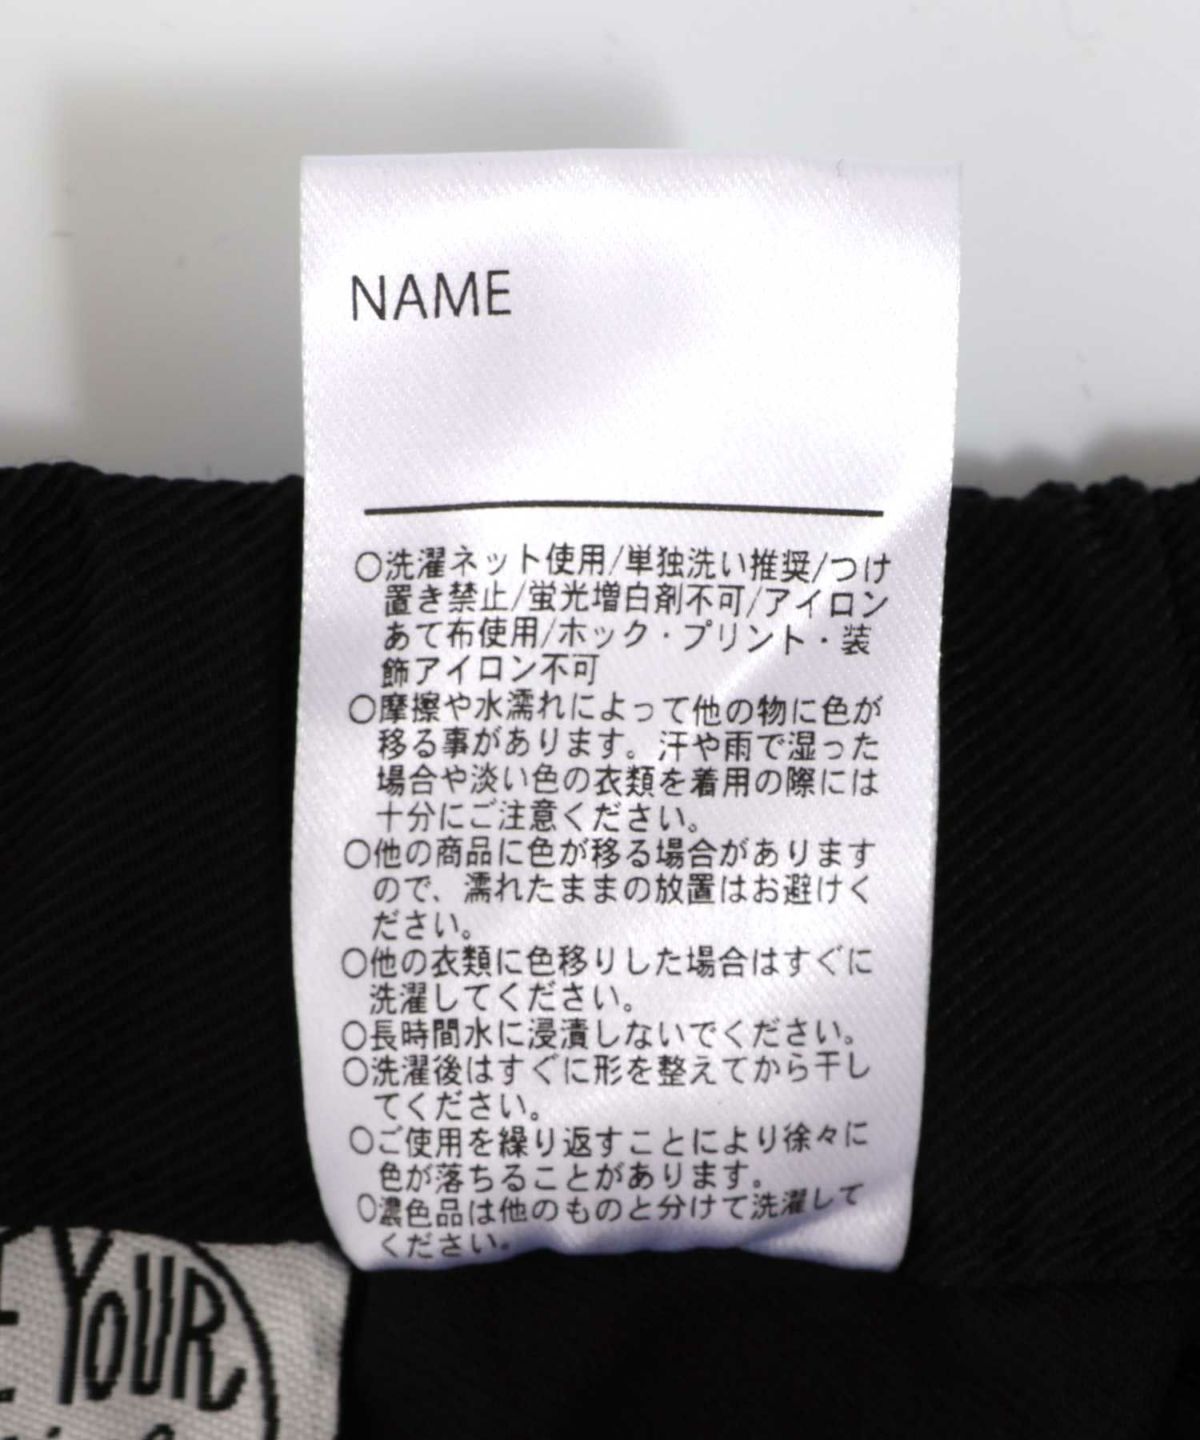 NAME
○洗濯ネット使用/単独洗い推奨/つけ
置き禁止/蛍光増白剤不可/アイロン
あて布使用/ホック・プリント・装
飾アイロン不可
○摩擦や水濡れによって他の物に色が
移る事があります。汗や雨で湿った
場合や淡い色の衣類を着用の際には
十分にご注意ください。
○他の商品に色が移る場合があります
ので、濡れたままの放置はお避けく
ださい。
○他の衣類に色移りした場合はすぐに
洗濯してください。
○長時間水に浸漬しないでください。
○洗濯後はすぐに形を整えてから干し
てください。
○ご使用を繰り返すことにより徐々に
色が落ちることがあります。
○濃色品は他のものと分けて洗濯して
ください。
YOUR